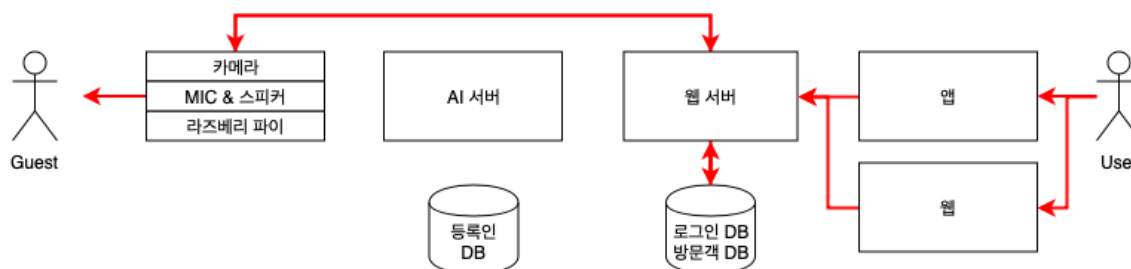 카메라
MIC & 스피커
라즈베리 파이
AI 서버
웹 서버
앱
Guest
Use
웹
등록인
DB
로그인 DB
방문객 DB